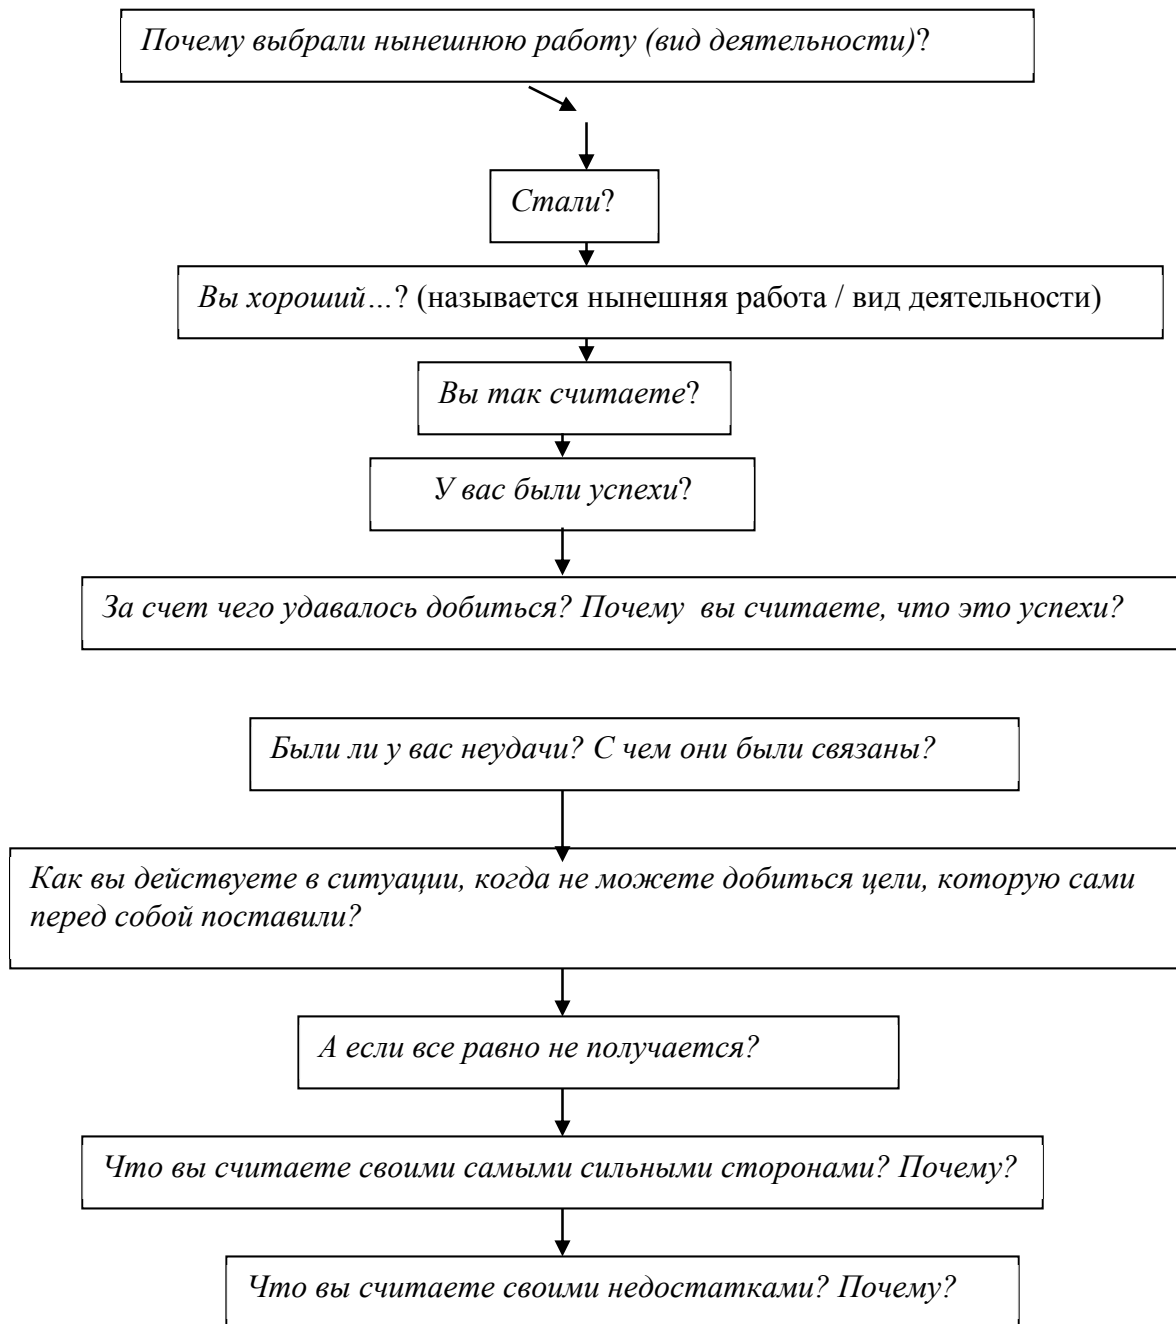 Почему выбрали нынешнюю работу (вид деятельности)?
Стали?
Вы хороший...? (называется нынешняя работа / вид деятельности)
Вы так считаете?
У вас были успехи?
За счет чего удавалось добиться? Почему  вы считаете, что это успехи?
Были ли у вас неудачи? С чем они были связаны?
Как вы действуете в ситуации, когда не можете добиться цели, которую сами
перед собой поставили?
А если все равно не получается?
Что вы считаете своими самыми сильными сторонами? Почему?
Что вы считаете своими недостатками? Почему?